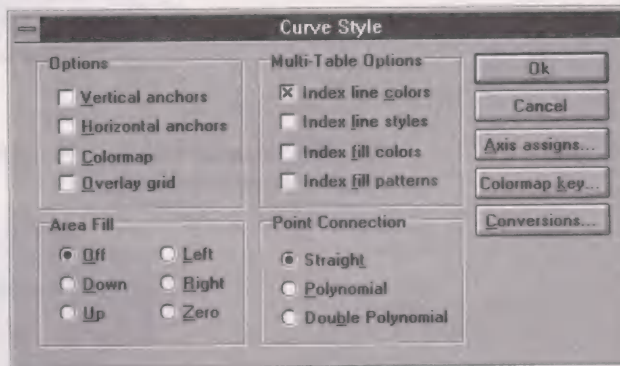 Curve Style
Options
Vertical anchors
Horizontal anchors
Colormap
Overlay grid
Multi-Table Options
Index line colors
Index line styles
Index fill colors
Index fill patterns
Ok
Cancel
Axis assigns...
Colormap key...
Conversions...
Area Fill
Off
Left
Down
Right
Up
Zero
Point Connection
Straight
Polynomial
Double Polynomial